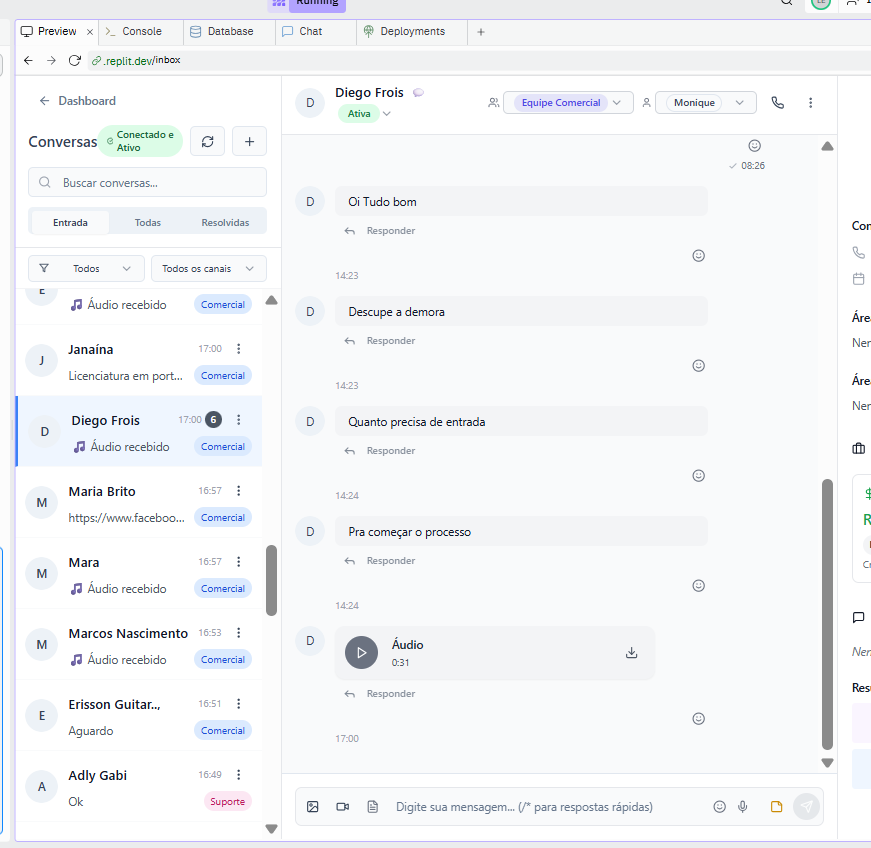 Running
Preview
Console
Database
Chat
Deployments
.replit.dev/inbox
Dashboard
Conversas
Conectado e
Ativo
Buscar conversas...
Entrada
Todas
Resolvidas
Todos
Todos os canais
E
Áudio recebido
Comercial
J
Janaína
17:00
Licenciatura em port...
Comercial
D
Diego Frois
17:00
6
Áudio recebido
Comercial
M
Maria Brito
16:57
https://www.faceboo...
Comercial
M
Mara
16:57
Áudio recebido
Comercial
M
Marcos Nascimento
16:53
Áudio recebido
Comercial
E
Erisson Guitar..,
16:51
Aguardo
Comercial
A
Adly Gabi
16:49
Ok
Suporte
D
Diego Frois
Ativa
Equipe Comercial
Monique
08:26
D
Oi Tudo bom
Responder
14:23
D
Descupe a demora
Responder
14:23
D
Quanto precisa de entrada
Responder
14:24
D
Pra começar o processo
Responder
14:24
D
Áudio
0:31
Responder
17:00
Digite sua mensagem... (/* para respostas rápidas)
Con
Área
Nen
Área
Nen
$
R
Nen
Resu